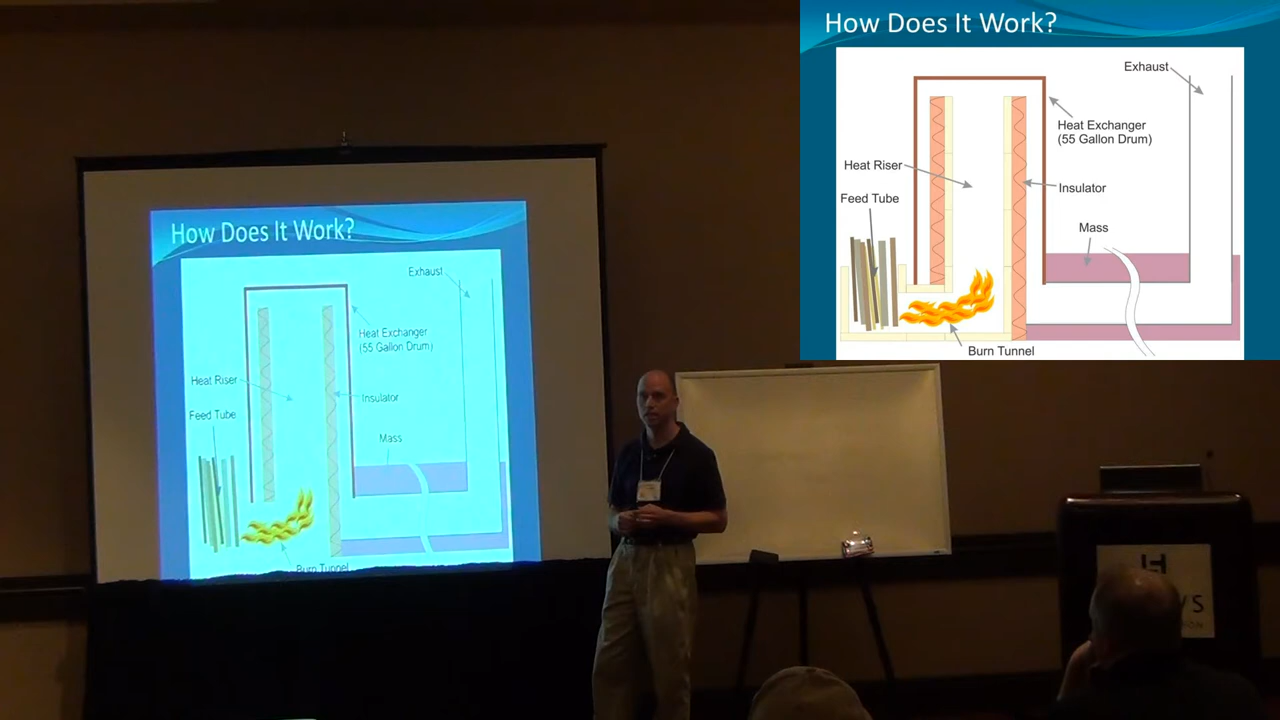 How Does It Work?
Exhaust
Heat Exchanger
(55 Gallon Drum)
Heat Riser
Insulator
Feed Tube
Mass
Burn Tunnel
How Does It Work?
Exhaust
Heat Exchanger
(55 Gallon Drum)
Heat Riser
Insulator
Feed Tube
Mass
Burn Tunnel